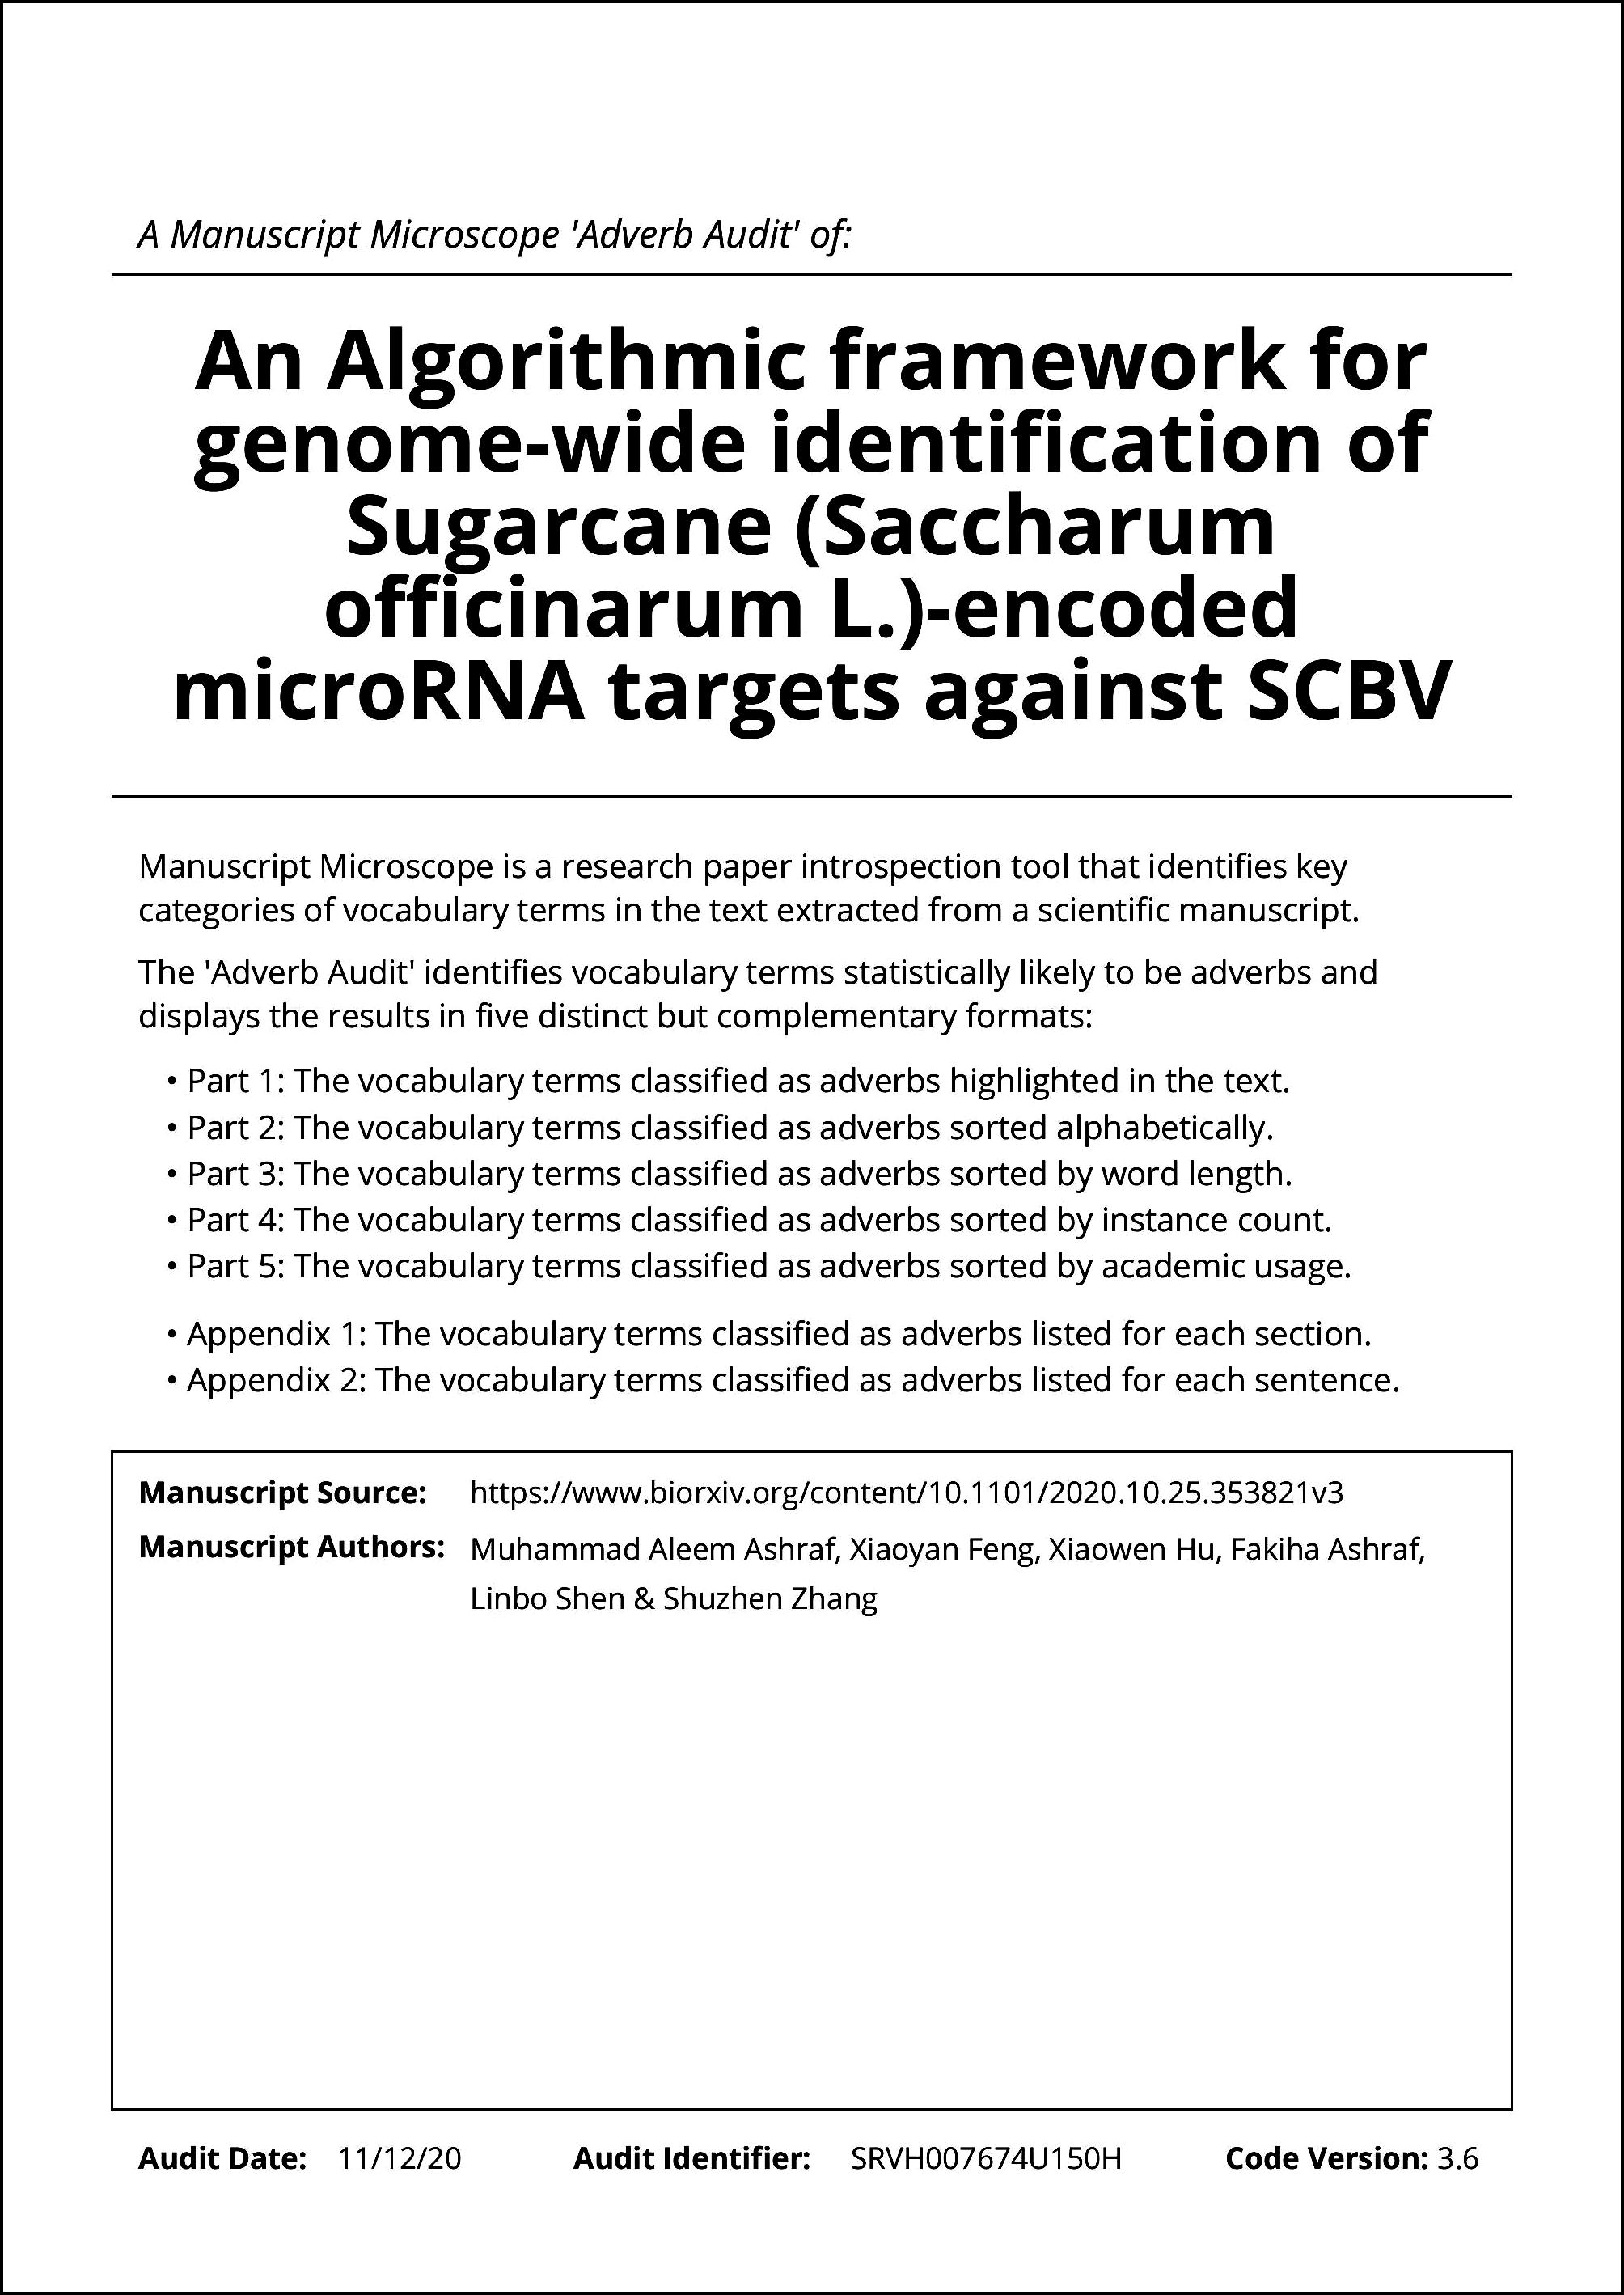 A Manuscript Microscope 'Adverb Audit' of:
An Algorithmic framework for
genome-wide identification of
Sugarcane (Saccharum
officinarum L.)-encoded
microRNA targets against SCBV
Manuscript Microscope is a research paper introspection tool that identifies key
categories of vocabulary terms in the text extracted from a scientific manuscript.
The 'Adverb Audit' identifies vocabulary terms statistically likely to be adverbs and
displays the results in five distinct but complementary formats:
• Part 1: The vocabulary terms classified as adverbs highlighted in the text.
• Part 2: The vocabulary terms classified as adverbs sorted alphabetically.
• Part 3: The vocabulary terms classified as adverbs sorted by word length.
• Part 4: The vocabulary terms classified as adverbs sorted by instance count.
• Part 5: The vocabulary terms classified as adverbs sorted by academic usage.
• Appendix 1: The vocabulary terms classified as adverbs listed for each section.
• Appendix 2: The vocabulary terms classified as adverbs listed for each sentence.
Manuscript Source: https://www.biorxiv.org/content/10.1101/2020.10.25.353821v3
Manuscript Authors: Muhammad Aleem Ashraf, Xiaoyan Feng, Xiaowen Hu, Fakiha Ashraf,
Linbo Shen & Shuzhen Zhang
Audit Date: 11/12/20 Audit Identifier: SRVH007674U150H Code Version: 3.6